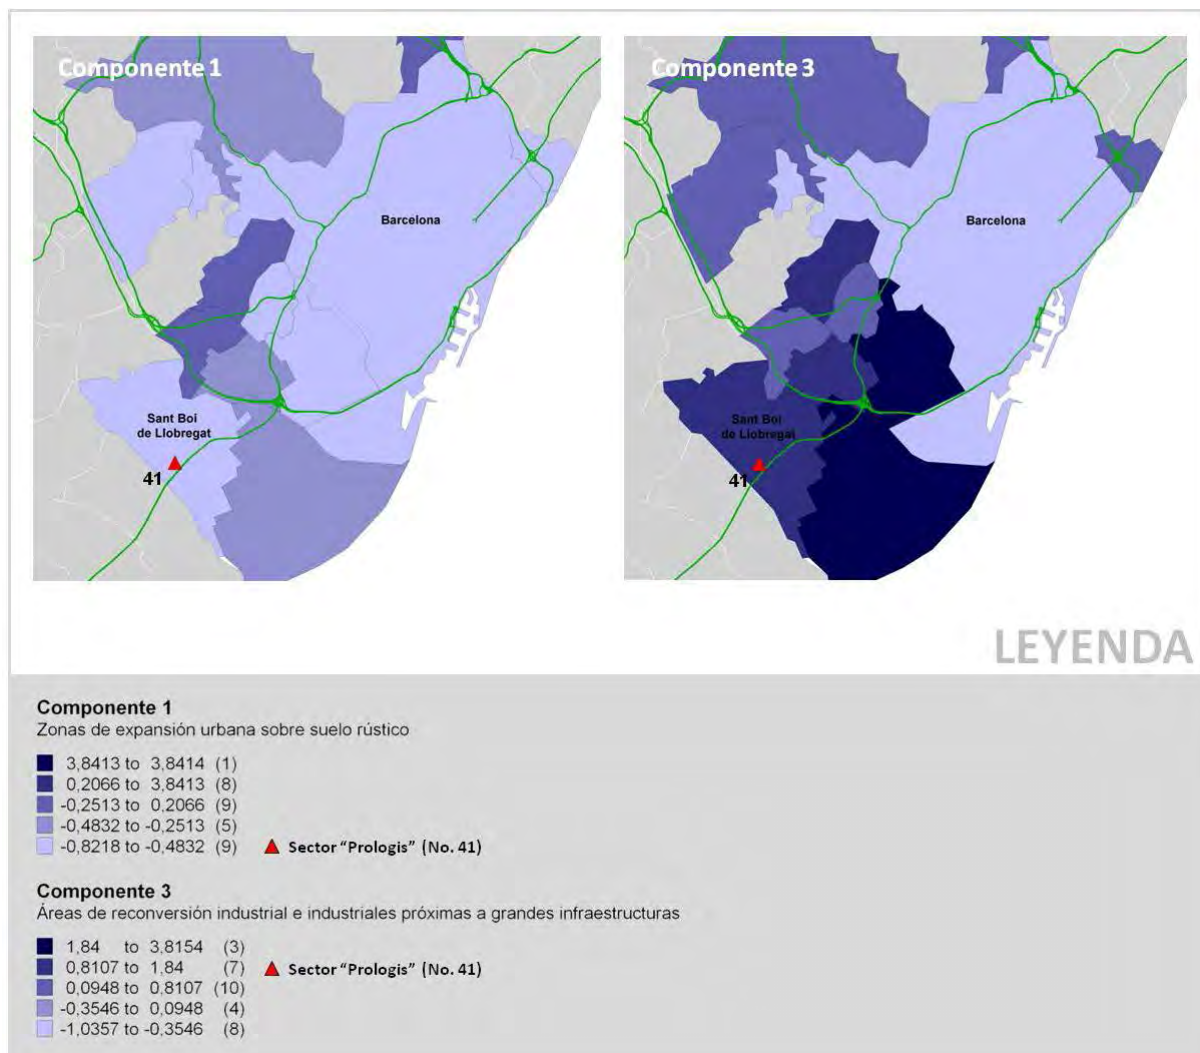 Componente 1
Componente 3
Barcelona
Barcelona
Sant Boi
de Llobregat
Sant Boi
de Llobregat
41
41
LEYENDA
Componente 1
Zonas de expansión urbana sobre suelo rústico
3,8413 to 3,8414 (1)
0,2066 to 3,8413 (8)
-0,2513 to 0,2066 (9)
-0,4832 to -0,2513 (5)
-0,8218 to -0,4832 (9) Sector "Prologis" (No. 41)
Componente 3
Áreas de reconversión industrial e industriales próximas a grandes infraestructuras
1,84 to 3,8154 (3)
0,8107 to 1,84 (7) Sector "Prologis" (No. 41)
0,0948 to 0,8107 (10)
-0,3546 to 0,0948 (4)
-1,0357 to -0,3546 (8)